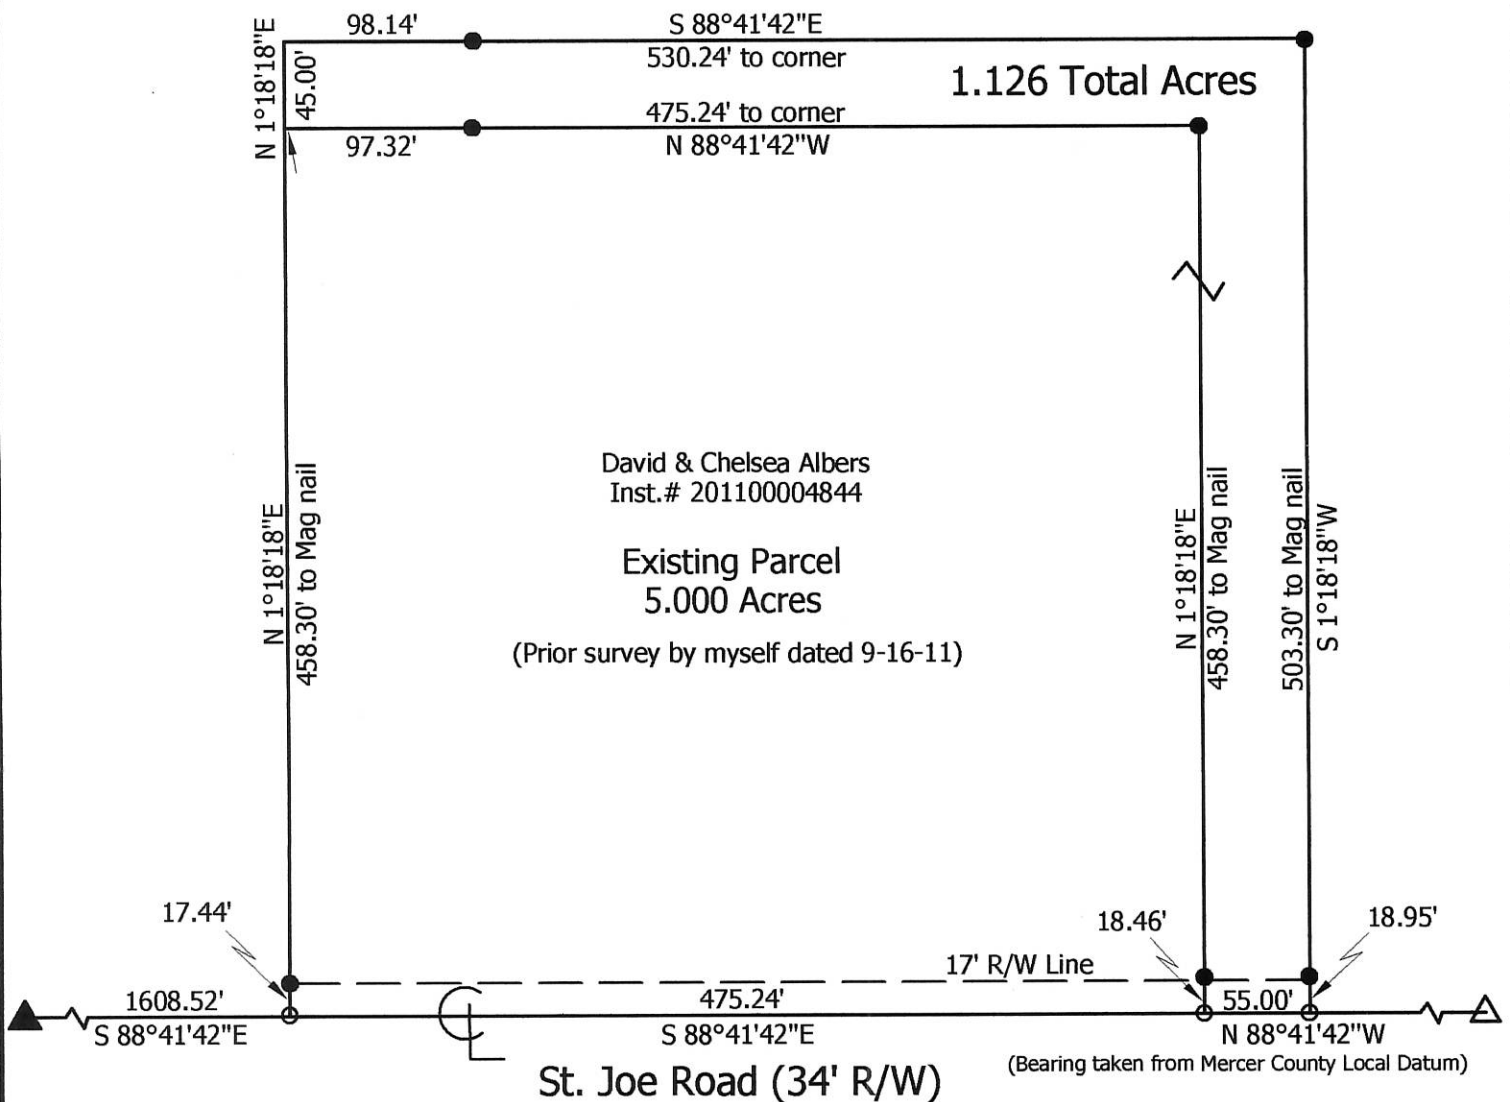 98.14'
S 88°41'42"E
530.24' to corner
1.126 Total Acres
N 1°18'18"E
45.00'
475.24' to corner
97.32'
N 88°41'42"W
David & Chelsea Albers
Inst.# 201100004844
Existing Parcel
5.000 Acres
(Prior survey by myself dated 9-16-11)
N 1°18'18"E
458.30' to Mag nail
N 1°18'18"E
458.30' to Mag nail
503.30' to Mag nail
S 1°18'18"W
17.44'
18.46'
18.95'
17' R/W Line
1608.52'
475.24'
55.00'
S 88°41'42"E
S 88°41'42"E
N 88°41'42"W
(Bearing taken from Mercer County Local Datum)
St. Joe Road (34' R/W)